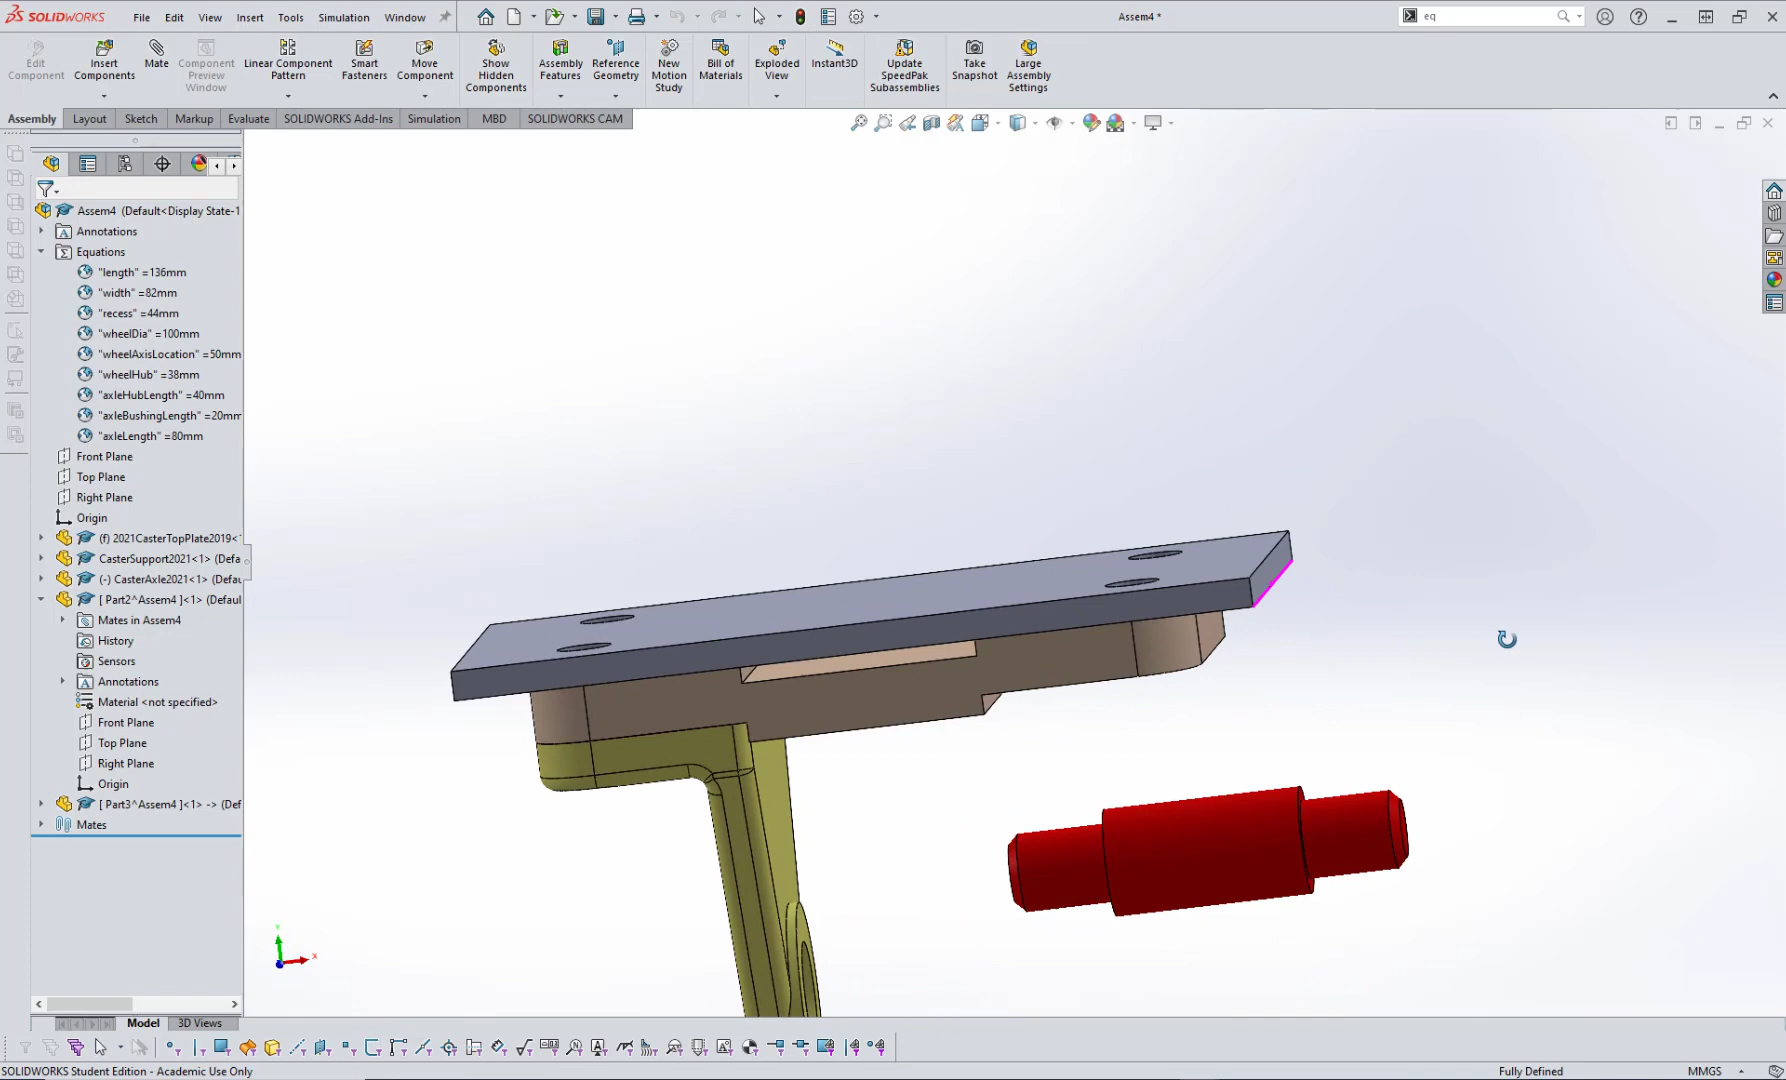 SOLIDWORKS File Edit View Insert Tools Simulation Window Assem4 * eq
Edit Component
Insert Components
Mate
Component Preview Window
Linear Component Pattern
Smart Fasteners
Move Component
Show Hidden Components
Assembly Features
Reference Geometry
New Motion Study
Bill of Materials
Exploded View
Instant3D
Update SpeedPak Subassemblies
Take Snapshot
Large Assembly Settings
Assembly Layout Sketch Markup Evaluate SOLIDWORKS Add-Ins Simulation MBD SOLIDWORKS CAM
Assem4 (Default<Display State-1
Annotations
Equations
"length" =136mm
"width" =82mm
"recess" =44mm
"wheelDia" =100mm
"wheelAxisLocation" =50mm
"wheelHub" =38mm
"axleHubLength" =40mm
"axleBushingLength" =20mm
"axleLength" =80mm
Front Plane
Top Plane
Right Plane
Origin
(f) 2021CasterTopPlate2019<
CasterSupport2021<1> (Defa
(-) CasterAxle2021<1> (Defau
[ Part2^Assem4 ]<1> (Default
Mates in Assem4
History
Sensors
Annotations
Material <not specified>
Front Plane
Top Plane
Right Plane
Origin
[ Part3^Assem4 ]<1> -> (Def
Mates
Y
X
Model 3D Views
SOLIDWORKS Student Edition - Academic Use Only Fully Defined MMGS